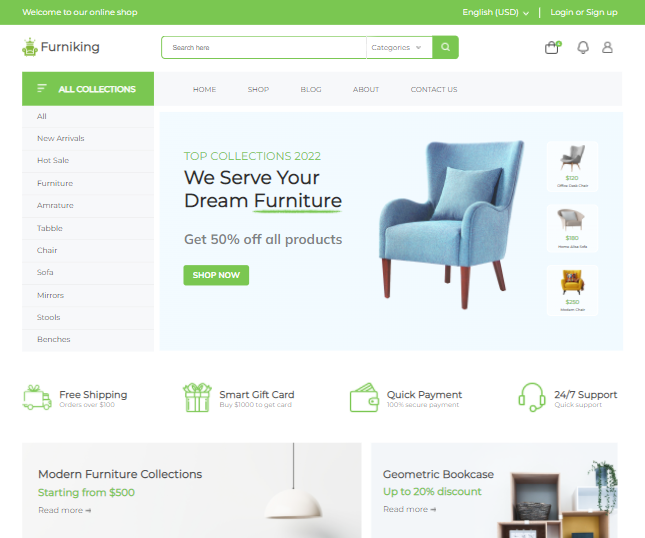 Welcome to our online shop
English (USD)
Login or Sign up
Furniking
Search here
Categories
ALL COLLECTIONS
HOME
SHOP
BLOG
ABOUT
CONTACT US
All
New Arrivals
Hot Sale
Furniture
Amrature
Tabble
Chair
Sofa
Mirrors
Stools
Benches
TOP COLLECTIONS 2022
We Serve Your
Dream Furniture
Get 50% off all products
SHOP NOW
$120
Office Desk Chair
$180
Home Alisa Sofa
$250
Modern Chair
Free Shipping
Orders over $100
Smart Gift Card
Buy $1000 to get card
Quick Payment
100% secure payment
24/7 Support
Quick support
Modern Furniture Collections
Starting from $500
Read more
Geometric Bookcase
Up to 20% discount
Read more